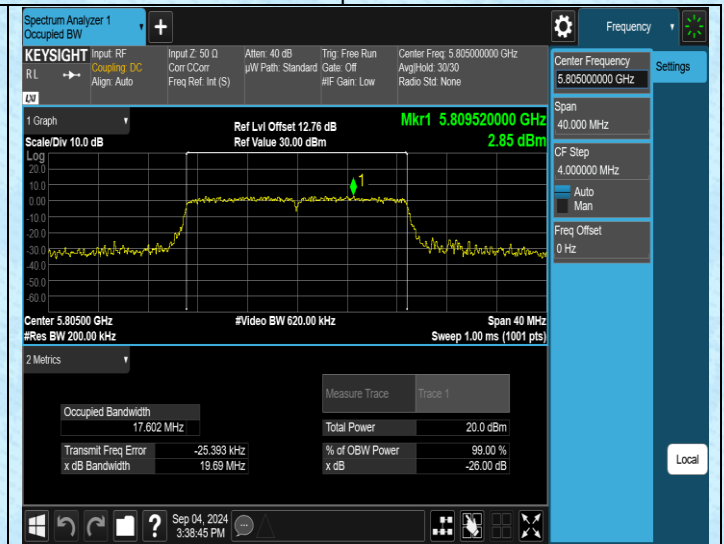 Spectrum Analyzer 1
Occupied BW
Frequency
KEYSIGHT
RL
LXI
Input: RF
Coupling: DC
Align: Auto
Input Z: 50 Ω
Corr CCorr
Freq Ref: Int (S)
Atten: 40 dB
µW Path: Standard
Trig: Free Run
Gate: Off
#IF Gain: Low
Center Freq: 5.805000000 GHz
Avg|Hold: 30/30
Radio Std: None
Center Frequency
5.805000000 GHz
Settings
Span
40.000 MHz
CF Step
4.000000 MHz
Auto
Man
Freq Offset
0 Hz
Local
1 Graph
Scale/Div 10.0 dB
Ref Lvl Offset 12.76 dB
Ref Value 30.00 dBm
Mkr1 5.809520000 GHz
2.85 dBm
Log
20.0
10.0
0.00
-10.0
-20.0
-30.0
-40.0
-50.0
-60.0
1
Center 5.80500 GHz
#Res BW 200.00 kHz
#Video BW 620.00 kHz
Span 40 MHz
Sweep 1.00 ms (1001 pts)
2 Metrics
Measure Trace
Trace 1
Occupied Bandwidth
17.602 MHz
Total Power
20.0 dBm
Transmit Freq Error
-25.393 kHz
% of OBW Power
99.00 %
x dB Bandwidth
19.69 MHz
x dB
-26.00 dB
Sep 04, 2024
3:38:45 PM